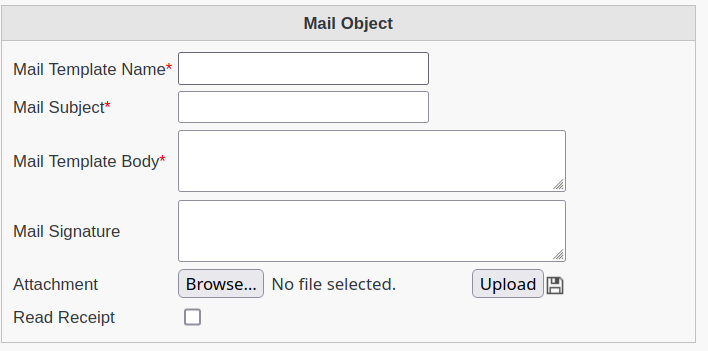 Mail Object
Mail Template Name*
Mail Subject*
Mail Template Body*
Mail Signature
Attachment Browse... No file selected. Upload
Read Receipt